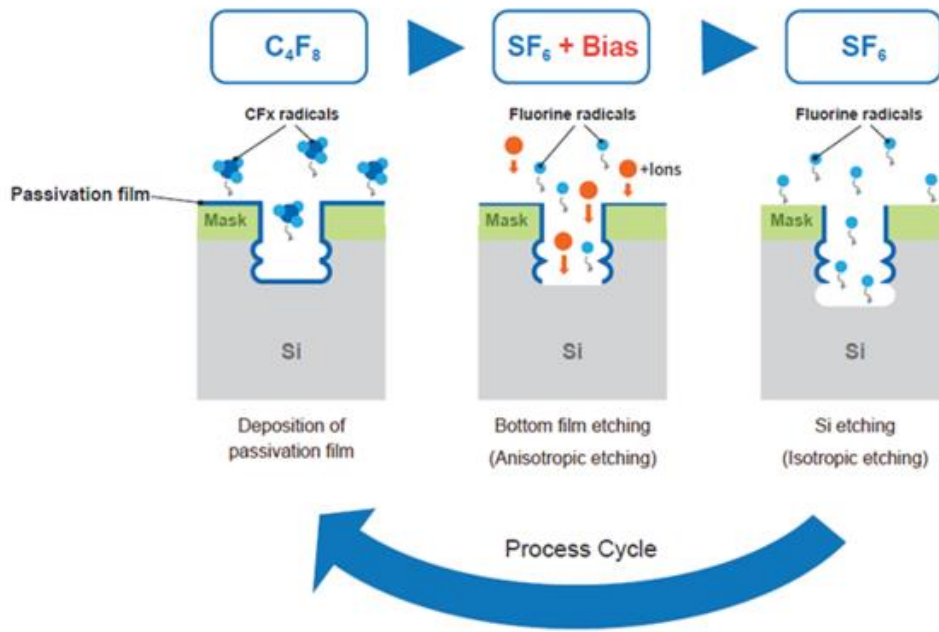 C₄F₈
SF₆ + Bias
SF₆
CFx radicals
Fluorine radicals
Fluorine radicals
+Ions
Passivation film
Mask
Mask
Si
Si
Si
Deposition of
passivation film
Bottom film etching
(Anisotropic etching)
Si etching
(Isotropic etching)
Process Cycle